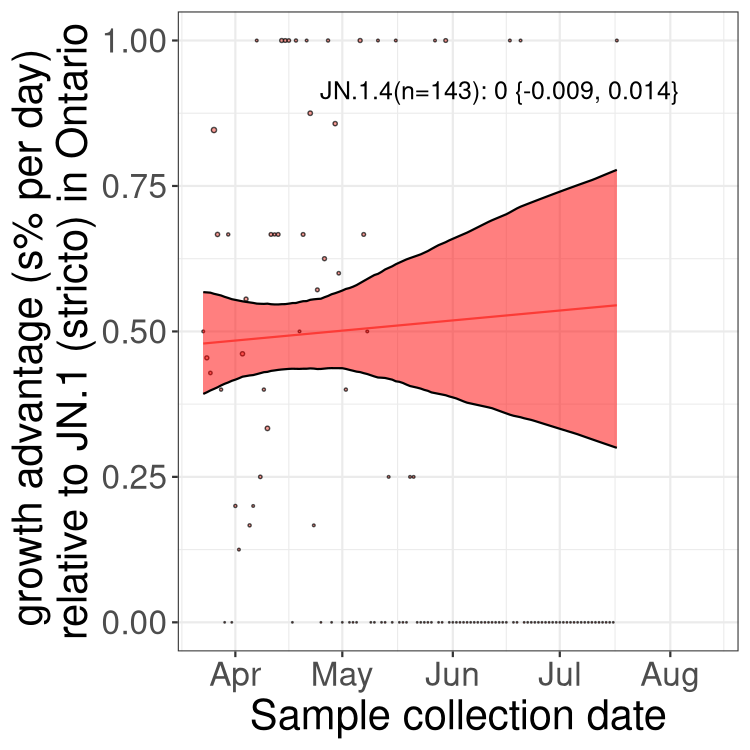 growth advantage (s% per day)
relative to JN.1 (stricto) in Ontario
1.00
0.75
0.50
0.25
0.00
JN.1.4(n=143): 0 {-0.009, 0.014}
Apr May Jun Jul Aug
Sample collection date